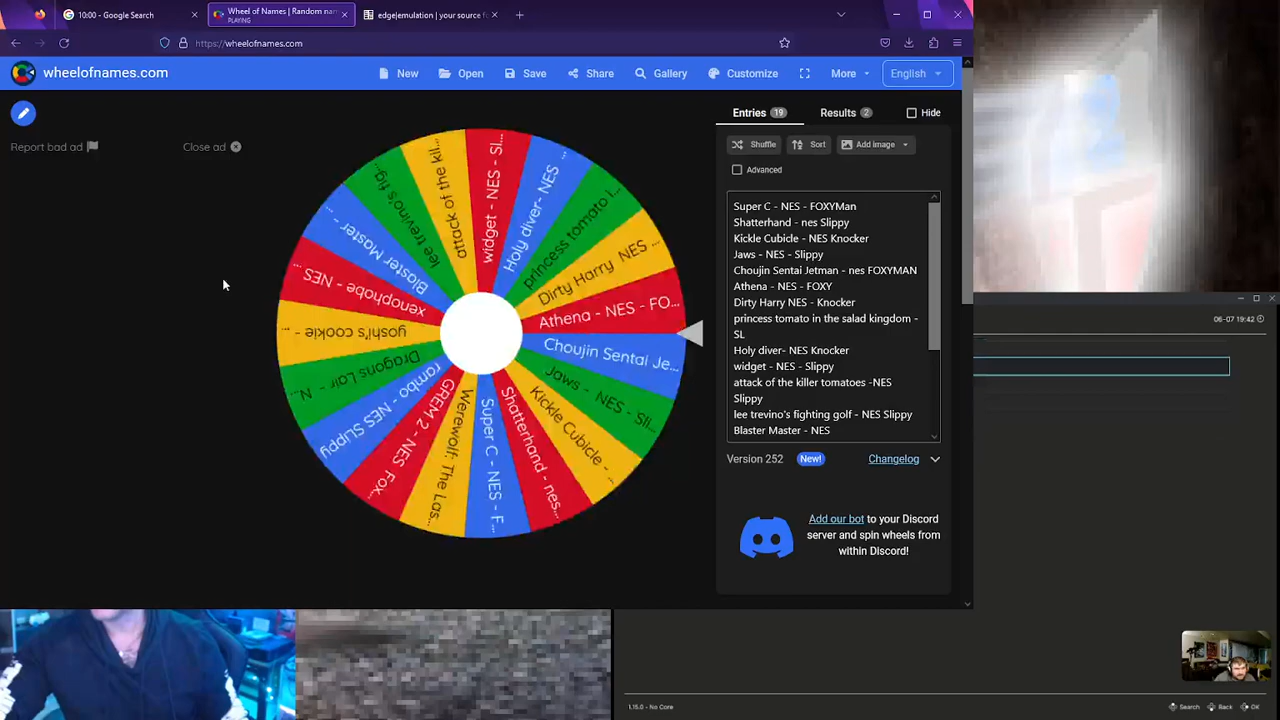 10:00 - Google Search
Wheel of Names | Random nam
PLAYING
edge|emulation | your source f
https://wheelofnames.com
wheelofnames.com
New
Open
Save
Share
Gallery
Customize
More
English
Report bad ad
Close ad
Entries 19
Results 2
Hide
Shuffle
Sort
Add image
Advanced
Super C - NES - FOXYMan
Shatterhand - nes Slippy
Kickle Cubicle - NES Knocker
Jaws - NES - Slippy
Choujin Sentai Jetman - nes FOXYMAN
Athena - NES - FOXY
Dirty Harry NES - Knocker
princess tomato in the salad kingdom -
SL
Holy diver- NES Knocker
widget - NES - Slippy
attack of the killer tomatoes -NES
Slippy
lee trevino's fighting golf - NES Slippy
Blaster Master - NES
attack of the kil...
widget - NES - Sl...
Holy diver- NES ...
princess tomato i...
Dirty Harry NES ...
Athena - NES - FO...
Choujin Sentai Je...
Jaws - NES - Sli...
Kickle Cubicle - ...
Shatterhand - nes...
Super C - NES - F...
Werewolf: The Las...
GREM 2 - NES Fox...
rambo - NES Slippy
Dragons Lair - N...
yoshi's cookie - ...
xenophobe - NES ...
Blaster Master - ...
lee trevino's fig...
Version 252
New!
Changelog
Add our bot to your Discord
server and spin wheels from
within Discord!
06-07 19:42
1.15.0 - No Core
Search
Back
OK